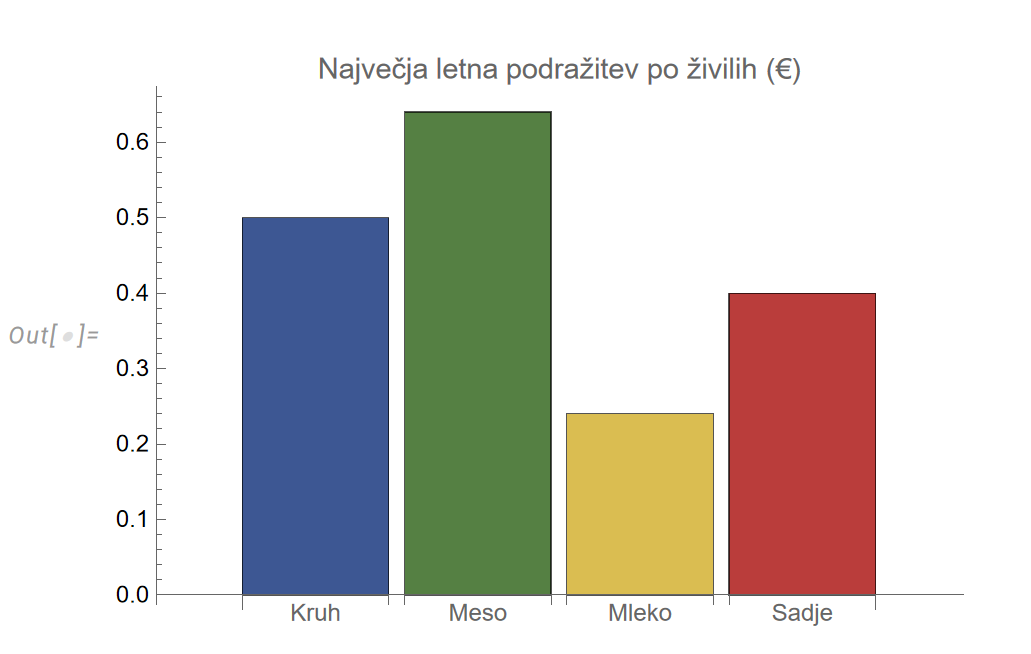 Največja letna podražitev po živilih (€)
0.6
0.5
0.4
Out[ ]=
0.3
0.2
0.1
0.0
Kruh Meso Mleko Sadje